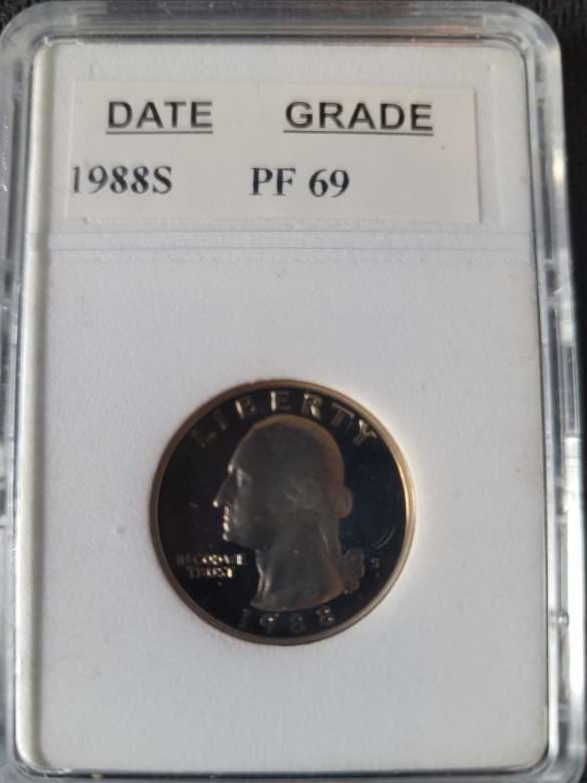 DATE GRADE
1988S PF 69
LIBERTY
IN GOD WE
TRUST
S
1988